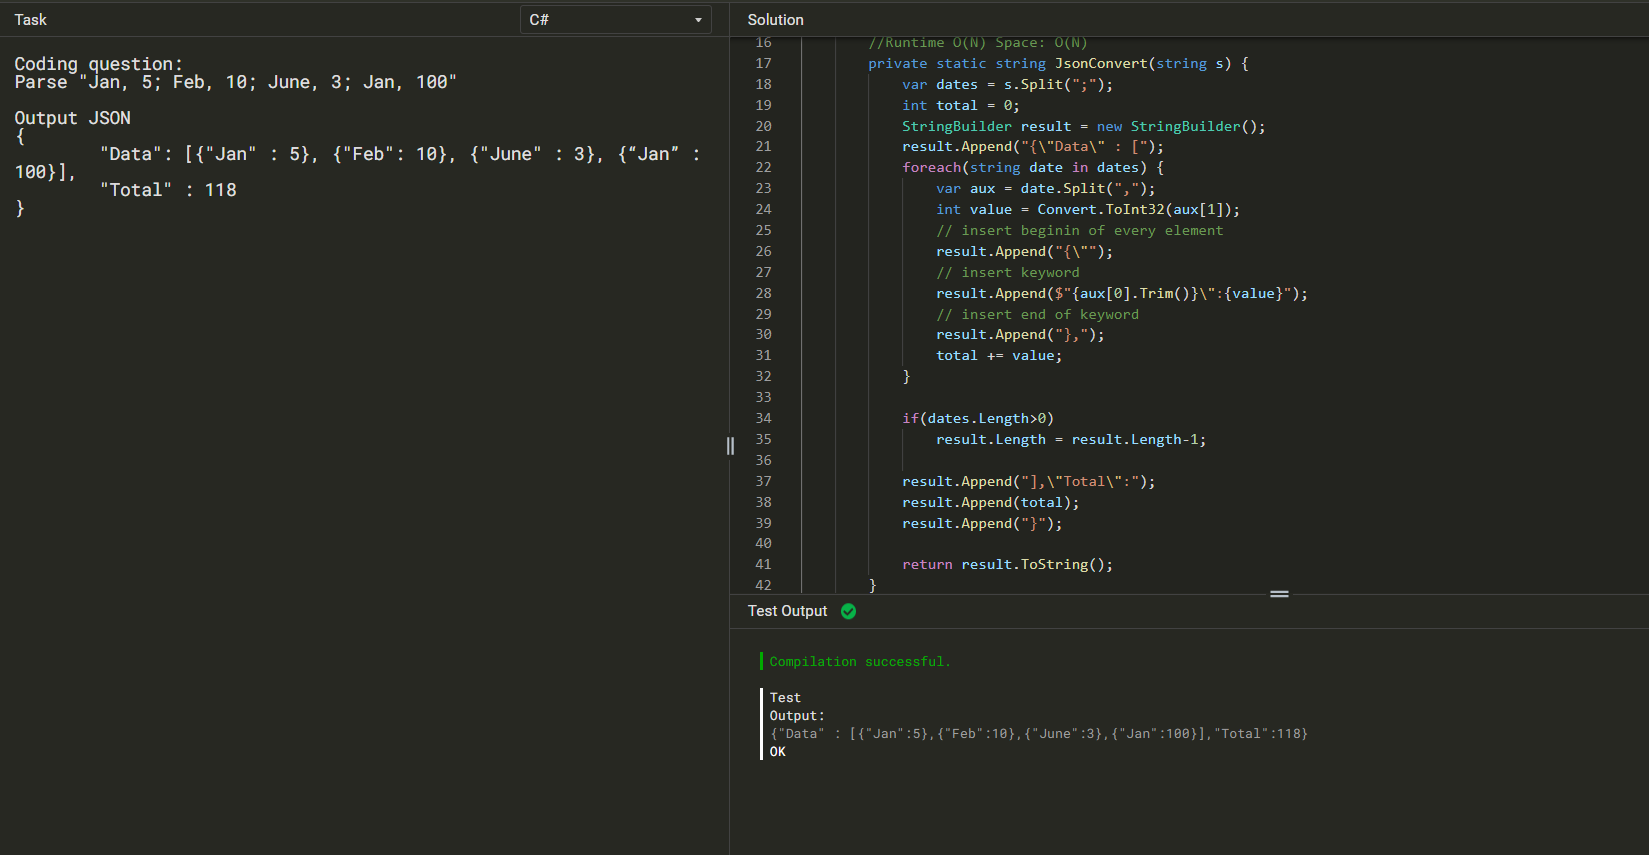 Task
C#
Coding question:
Parse "Jan, 5; Feb, 10; June, 3; Jan, 100"
Output JSON
{
"Data": [{"Jan" : 5}, {"Feb": 10}, {"June" : 3}, {“Jan” :
100}],
"Total" : 118
}
Solution
16 //Runtime O(N) Space: O(N)
17 private static string JsonConvert(string s) {
18 var dates = s.Split(";");
19 int total = 0;
20 StringBuilder result = new StringBuilder();
21 result.Append("{\"Data\" : [");
22 foreach(string date in dates) {
23 var aux = date.Split(",");
24 int value = Convert.ToInt32(aux[1]);
25 // insert beginin of every element
26 result.Append("{\"");
27 // insert keyword
28 result.Append($"{aux[0].Trim()}\":{value}");
29 // insert end of keyword
30 result.Append("},");
31 total += value;
32 }
33
34 if(dates.Length>0)
35 result.Length = result.Length-1;
36
37 result.Append("],\"Total\":");
38 result.Append(total);
39 result.Append("}");
40
41 return result.ToString();
42 }
Test Output
Compilation successful.
Test
Output:
{"Data" : [{"Jan":5},{"Feb":10},{"June":3},{"Jan":100}],"Total":118}
OK